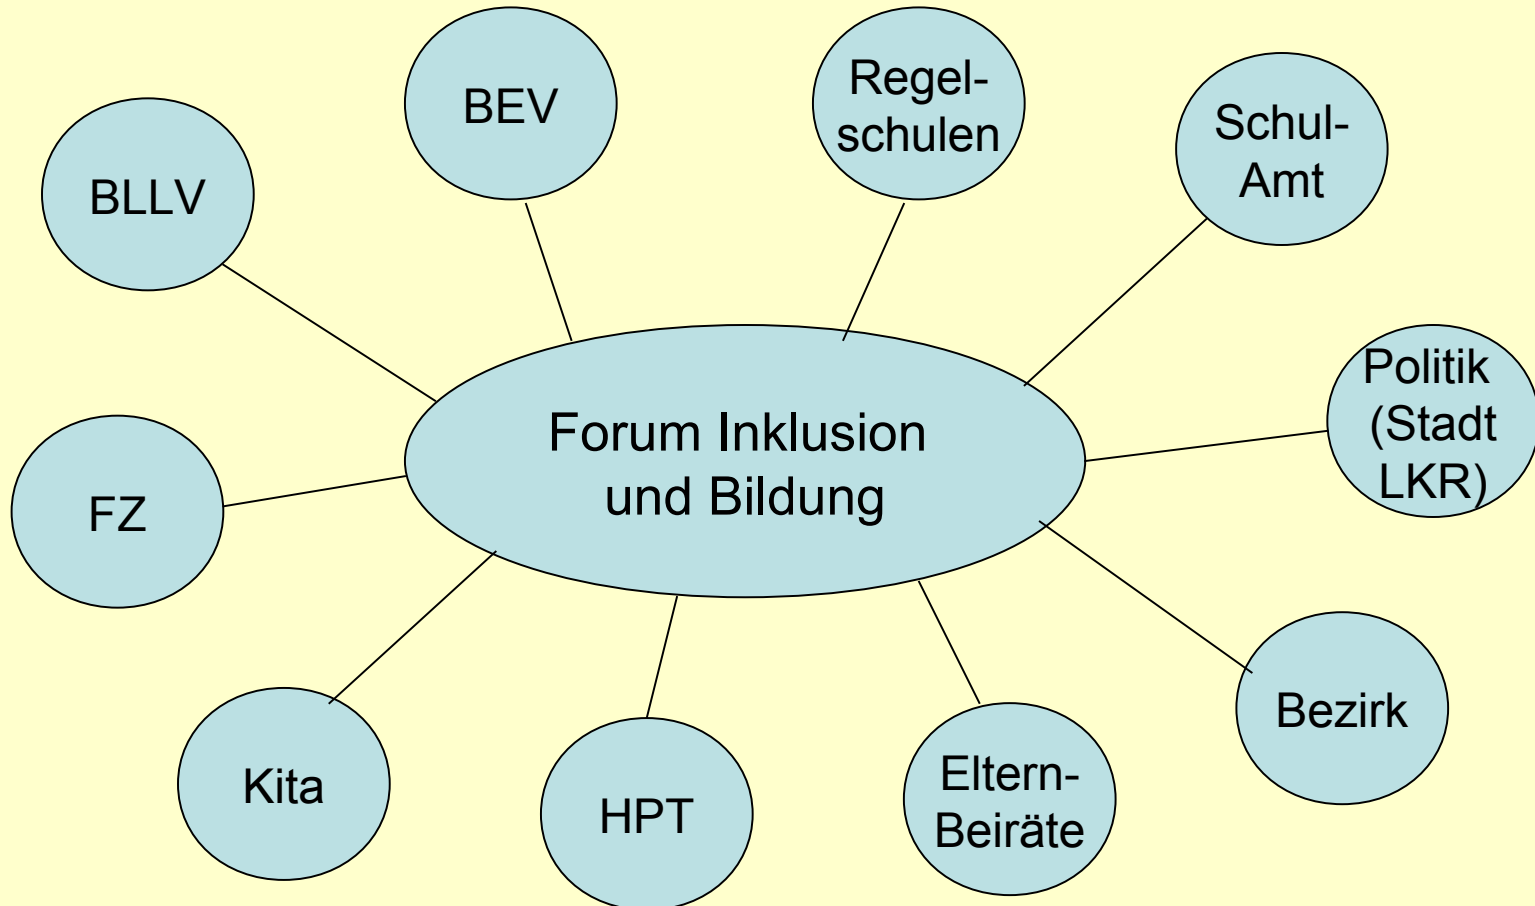 BEV
Regel-
schulen
Schul-
Amt
BLLV
Politik
(Stadt
LKR)
Forum Inklusion
und Bildung
FZ
Bezirk
Kita
HPT
Eltern-
Beiräte